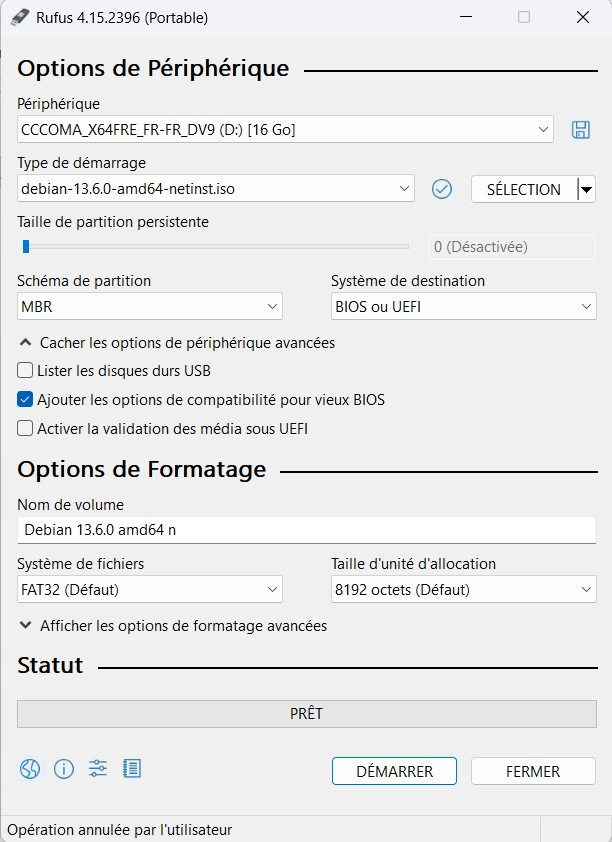 Rufus 4.15.2396 (Portable)
Options de Périphérique
Périphérique
CCCOMA_X64FRE_FR-FR_DV9 (D:) [16 Go]
Type de démarrage
debian-13.6.0-amd64-netinst.iso
SÉLECTION
Taille de partition persistente
0 (Désactivée)
Schéma de partition
Système de destination
MBR
BIOS ou UEFI
Cacher les options de périphérique avancées
Lister les disques durs USB
Ajouter les options de compatibilité pour vieux BIOS
Activer la validation des média sous UEFI
Options de Formatage
Nom de volume
Debian 13.6.0 amd64 n
Système de fichiers
Taille d'unité d'allocation
FAT32 (Défaut)
8192 octets (Défaut)
Afficher les options de formatage avancées
Statut
PRÊT
DÉMARRER
FERMER
Opération annulée par l'utilisateur